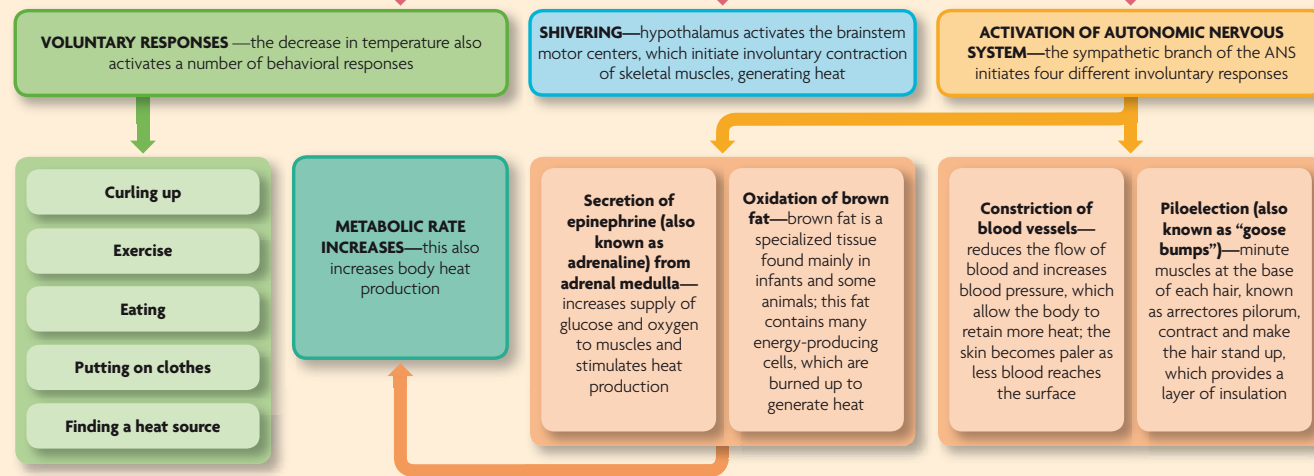 VOLUNTARY RESPONSES —the decrease in temperature also
activates a number of behavioral responses
SHIVERING—hypothalamus activates the brainstem
motor centers, which initiate involuntary contraction
of skeletal muscles, generating heat
ACTIVATION OF AUTONOMIC NERVOUS
SYSTEM—the sympathetic branch of the ANS
initiates four different involuntary responses
Curling up
Exercise
Eating
Putting on clothes
Finding a heat source
METABOLIC RATE
INCREASES—this also
increases body heat
production
Secretion of
epinephrine (also
known as
adrenaline) from
adrenal medulla—
increases supply of
glucose and oxygen
to muscles and
stimulates heat
production
Oxidation of brown
fat—brown fat is a
specialized tissue
found mainly in
infants and some
animals; this fat
contains many
energy-producing
cells, which are
burned up to
generate heat
Constriction of
blood vessels—
reduces the flow of
blood and increases
blood pressure, which
allow the body to
retain more heat; the
skin becomes paler as
less blood reaches
the surface
Piloelection (also
known as “goose
bumps”)—minute
muscles at the base
of each hair, known
as arrectores pilorum,
contract and make
the hair stand up,
which provides a
layer of insulation